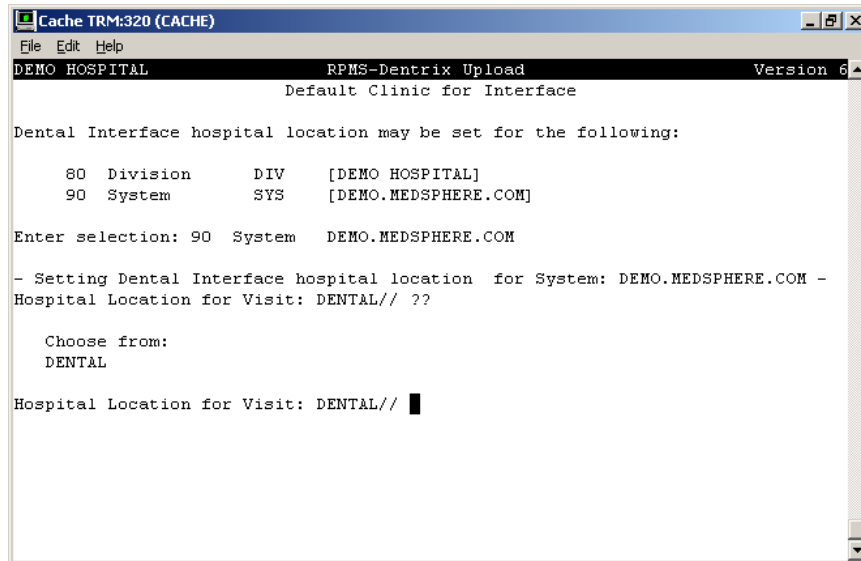 Cache TRM:320 (CACHE)
File Edit Help
DEMO HOSPITAL RPMS-Dentrix Upload Version 6
Default Clinic for Interface
Dental Interface hospital location may be set for the following:
80 Division DIV [DEMO HOSPITAL]
90 System SYS [DEMO.MEDSPHERE.COM]
Enter selection: 90 System DEMO.MEDSPHERE.COM
- Setting Dental Interface hospital location for System: DEMO.MEDSPHERE.COM -
Hospital Location for Visit: DENTAL// ??
Choose from:
DENTAL
Hospital Location for Visit: DENTAL//